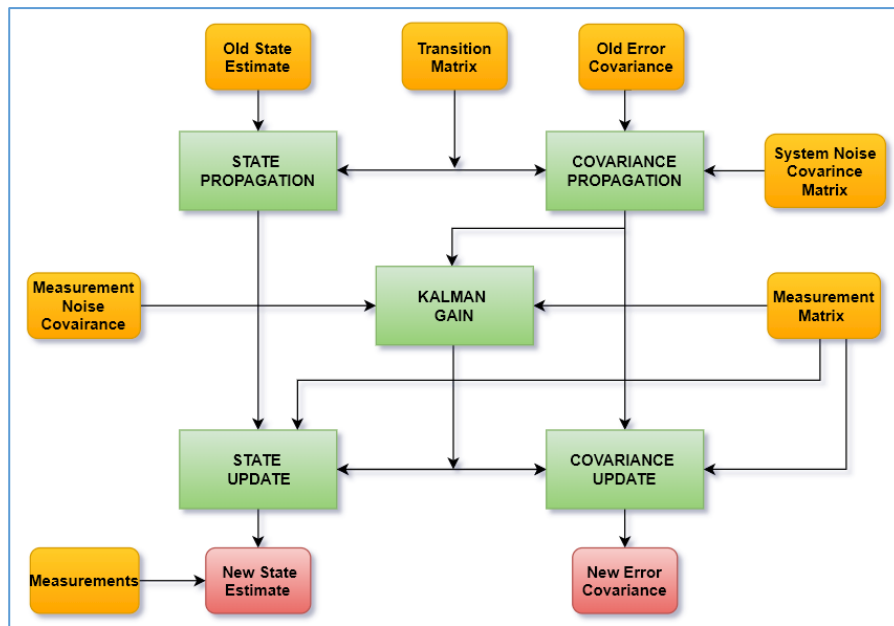 Old State
Estimate
Transition
Matrix
Old Error
Covariance
STATE
PROPAGATION
COVARIANCE
PROPAGATION
System Noise
Covarince
Matrix
Measurement
Noise
Covairance
KALMAN
GAIN
Measurement
Matrix
STATE
UPDATE
COVARIANCE
UPDATE
Measurements
New State
Estimate
New Error
Covariance